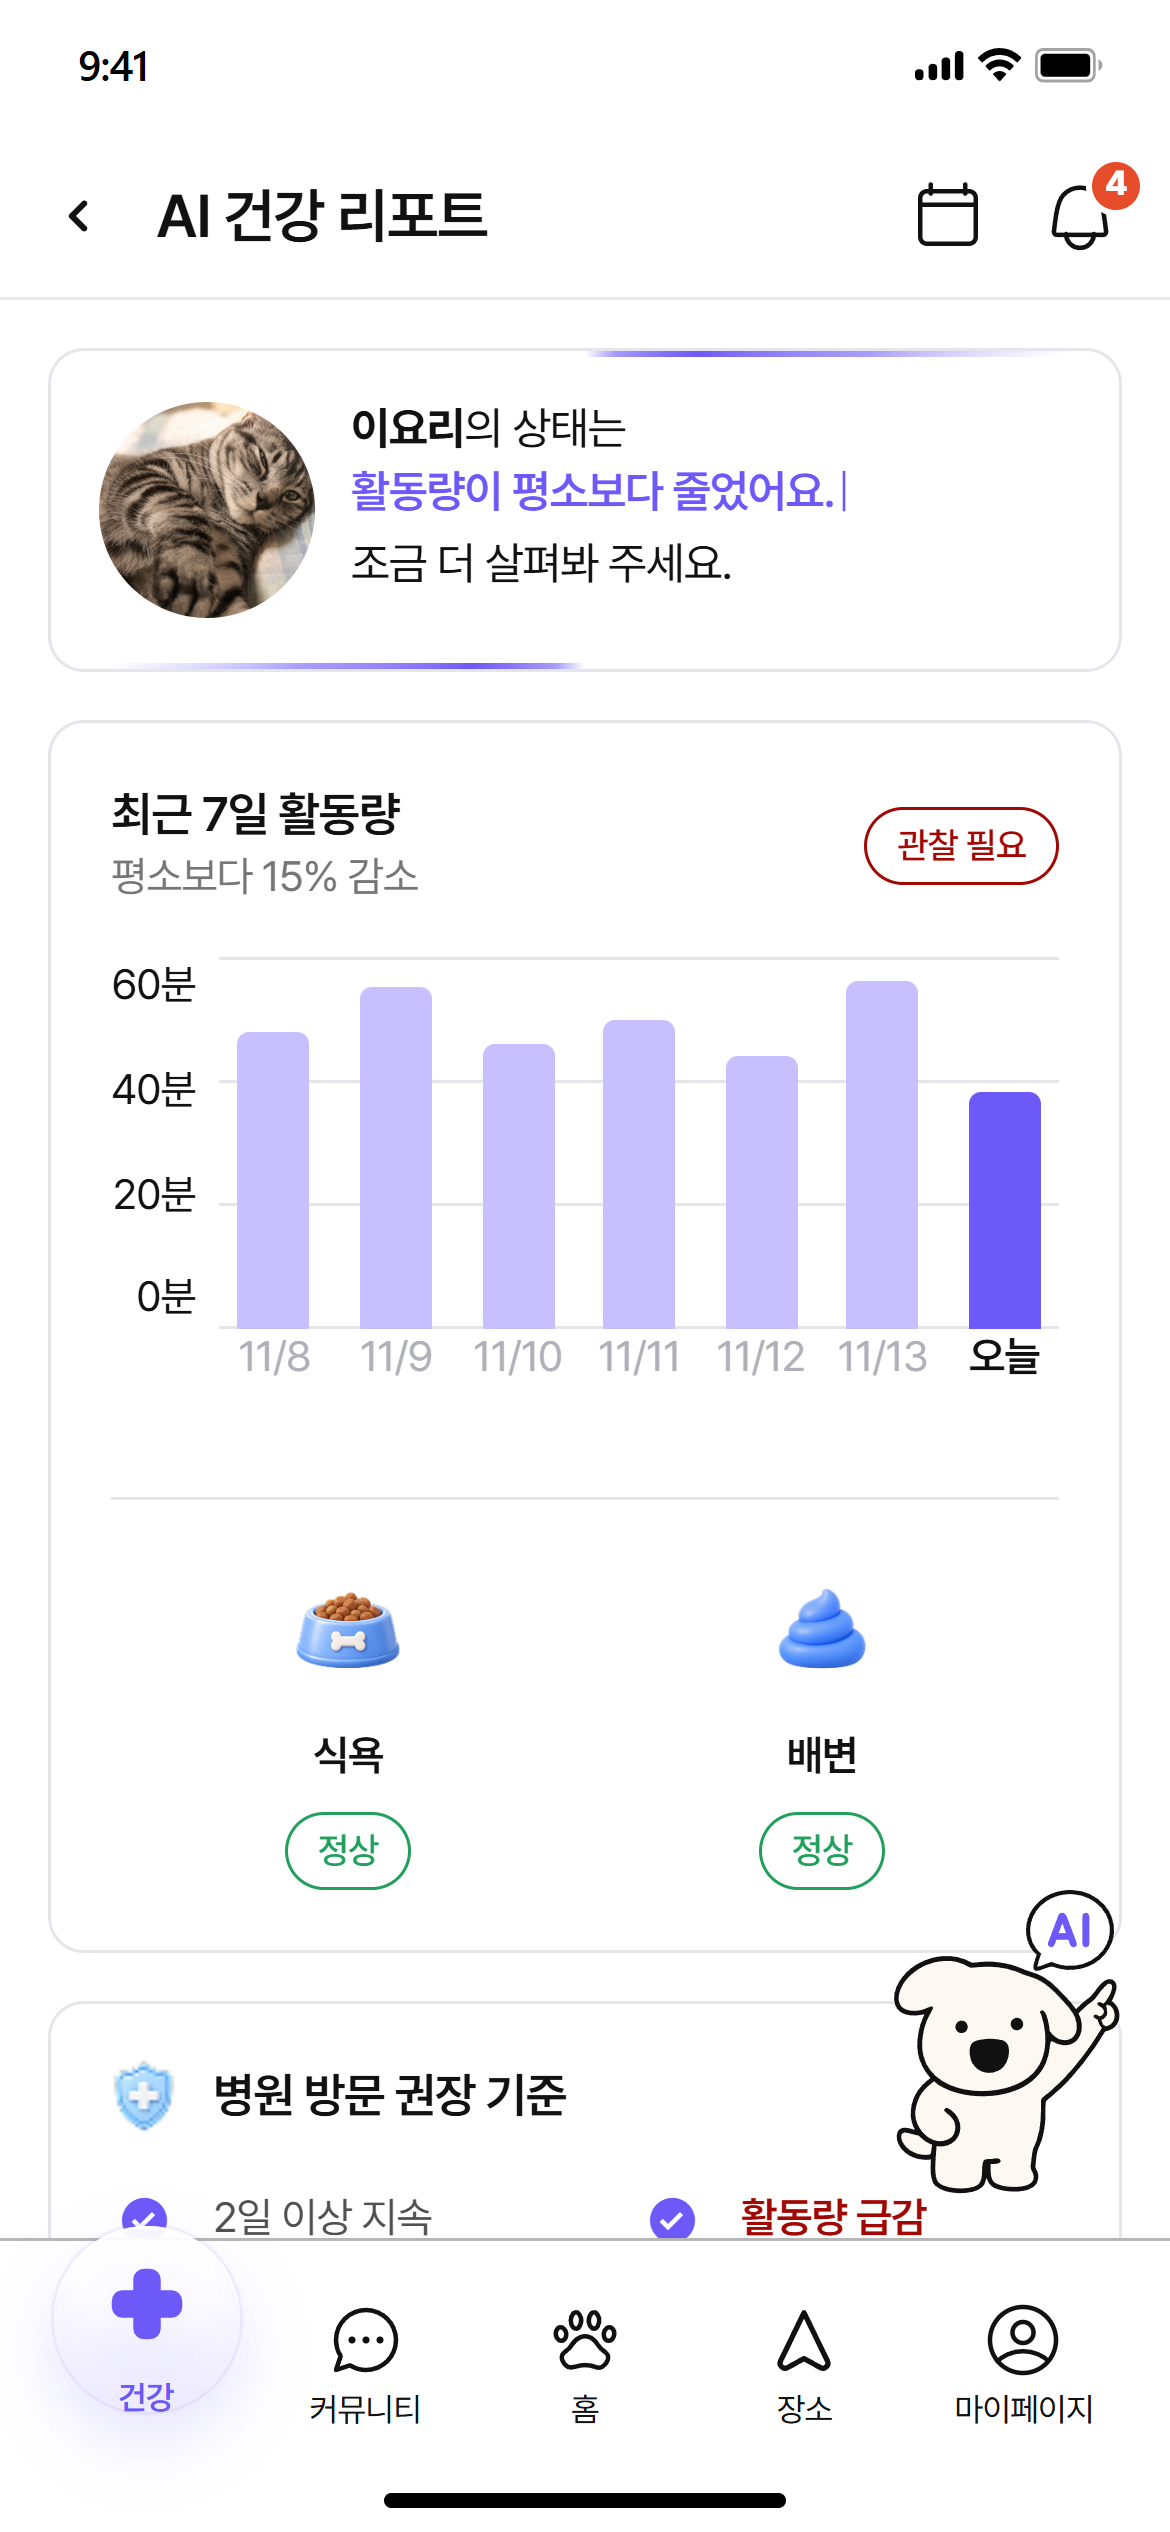 9:41
AI 건강 리포트
4
이요리의 상태는
활동량이 평소보다 줄었어요.|
조금 더 살펴봐 주세요.
최근 7일 활동량
평소보다 15% 감소
관찰 필요
60분
40분
20분
0분
11/8 11/9 11/10 11/11 11/12 11/13 오늘
식욕
배변
정상
정상
AI
병원 방문 권장 기준
2일 이상 지속
활동량 급감
건강
커뮤니티
홈
장소
마이페이지